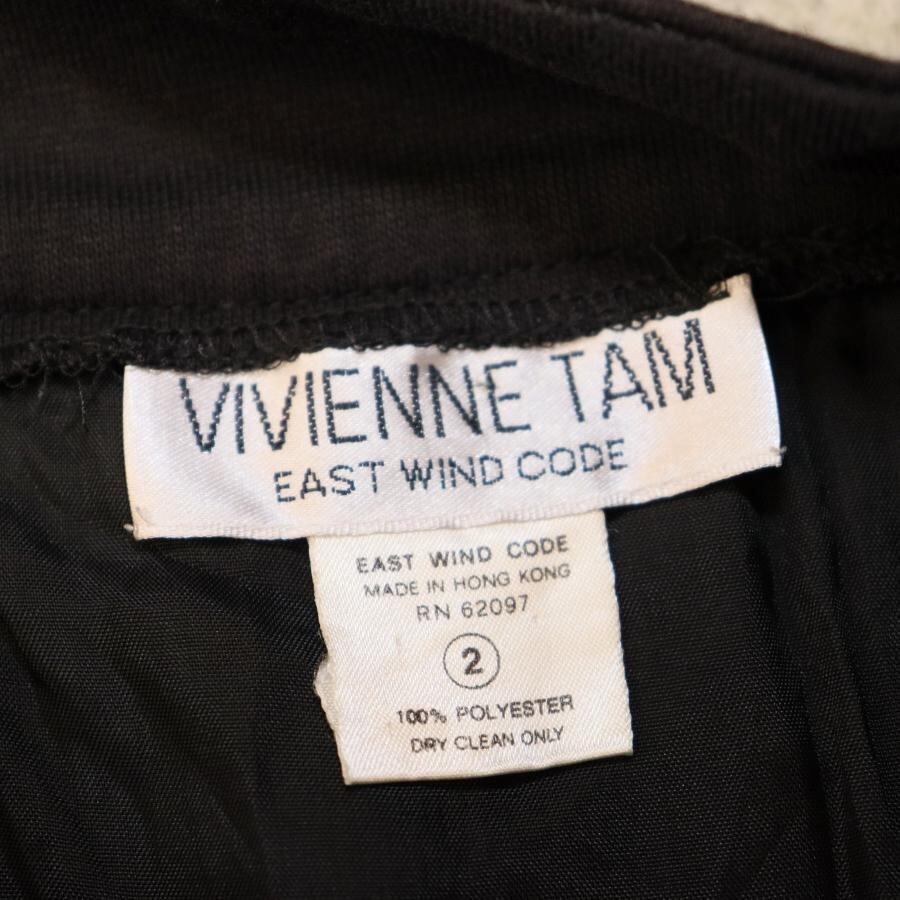 VIVIENNE TAM
EAST WIND CODE
EAST WIND CODE
MADE IN HONG KONG
RN 62097
2
100% POLYESTER
DRY CLEAN ONLY